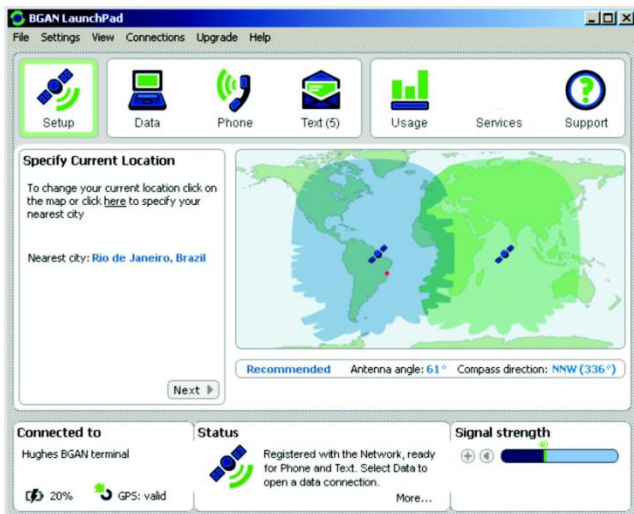 BGAN LaunchPad
File Settings View Connections Upgrade Help
Setup Data Phone Text (5) Usage Services Support
Specify Current Location
To change your current location click on
the map or click here to specify your
nearest city
Nearest city: Rio de Janeiro, Brazil
Next
Recommended Antenna angle: 61° Compass direction: NNW (336°)
Connected to
Hughes BGAN terminal
20% GPS: valid
Status
Registered with the Network, ready
for Phone and Text. Select Data to
open a data connection.
More...
Signal strength
40